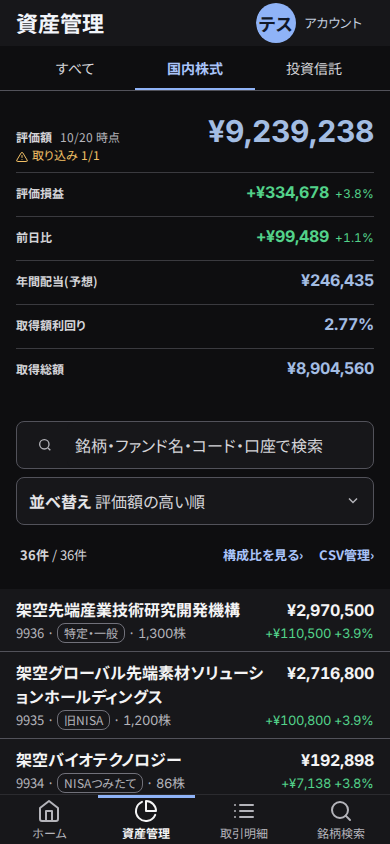 資産管理
テス アカウント
すべて 国内株式 投資信託
評価額 10/20 時点 ¥9,239,238
取り込み 1/1
評価損益 +¥334,678 +3.8%
前日比 +¥99,489 +1.1%
年間配当(予想) ¥246,435
取得額利回り 2.77%
取得総額 ¥8,904,560
銘柄・ファンド名・コード・口座で検索
並べ替え 評価額の高い順
36件 / 36件 構成比を見る› CSV管理›
架空先端産業技術研究開発機構 ¥2,970,500
9936 · 特定・一般 · 1,300株 +¥110,500 +3.9%
架空グローバル先端素材ソリューシ ¥2,716,800
ョンホールディングス
9935 · 旧NISA · 1,200株 +¥100,800 +3.9%
架空バイオテクノロジー ¥192,898
9934 · NISAつみたて · 86株 +¥7,138 +3.8%
ホーム 資産管理 取引明細 銘柄検索